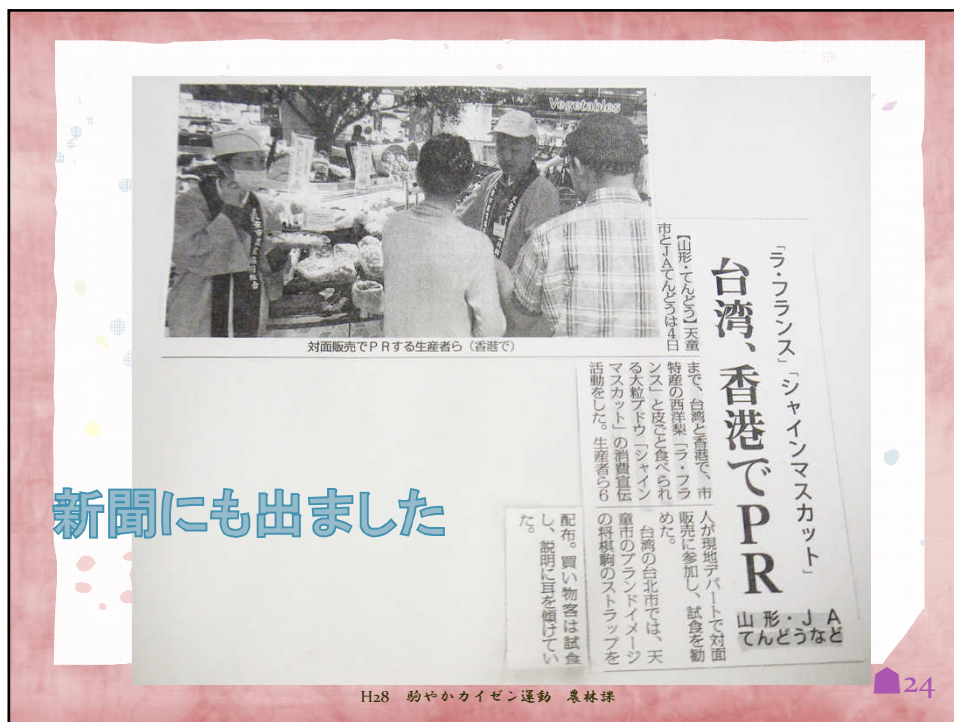 Vegetables
対面販売でＰＲする生産者ら（香港で）
「ラ・フランス」「シャインマスカット」
台湾、香港でＰＲ
山形・ＪＡ
てんどうなど
【山形・てんどう】天童
市とＪＡてんどうは４日
まで、台湾と香港で、市
特産の西洋梨「ラ・フラ
ンス」と皮ごと食べられ
る大粒ブドウ「シャイン
マスカット」の消費宣伝
活動をした。生産者ら６
人が現地デパートで対面
販売に参加し、試食を勧
めた。
台湾の台北市では、天
童市のブランドイメージ
の将棋駒のストラップを
配布。買い物客は試食
し、説明に耳を傾けてい
た。
新聞にも出ました
H28　駒やかカイゼン運動　農林課
24